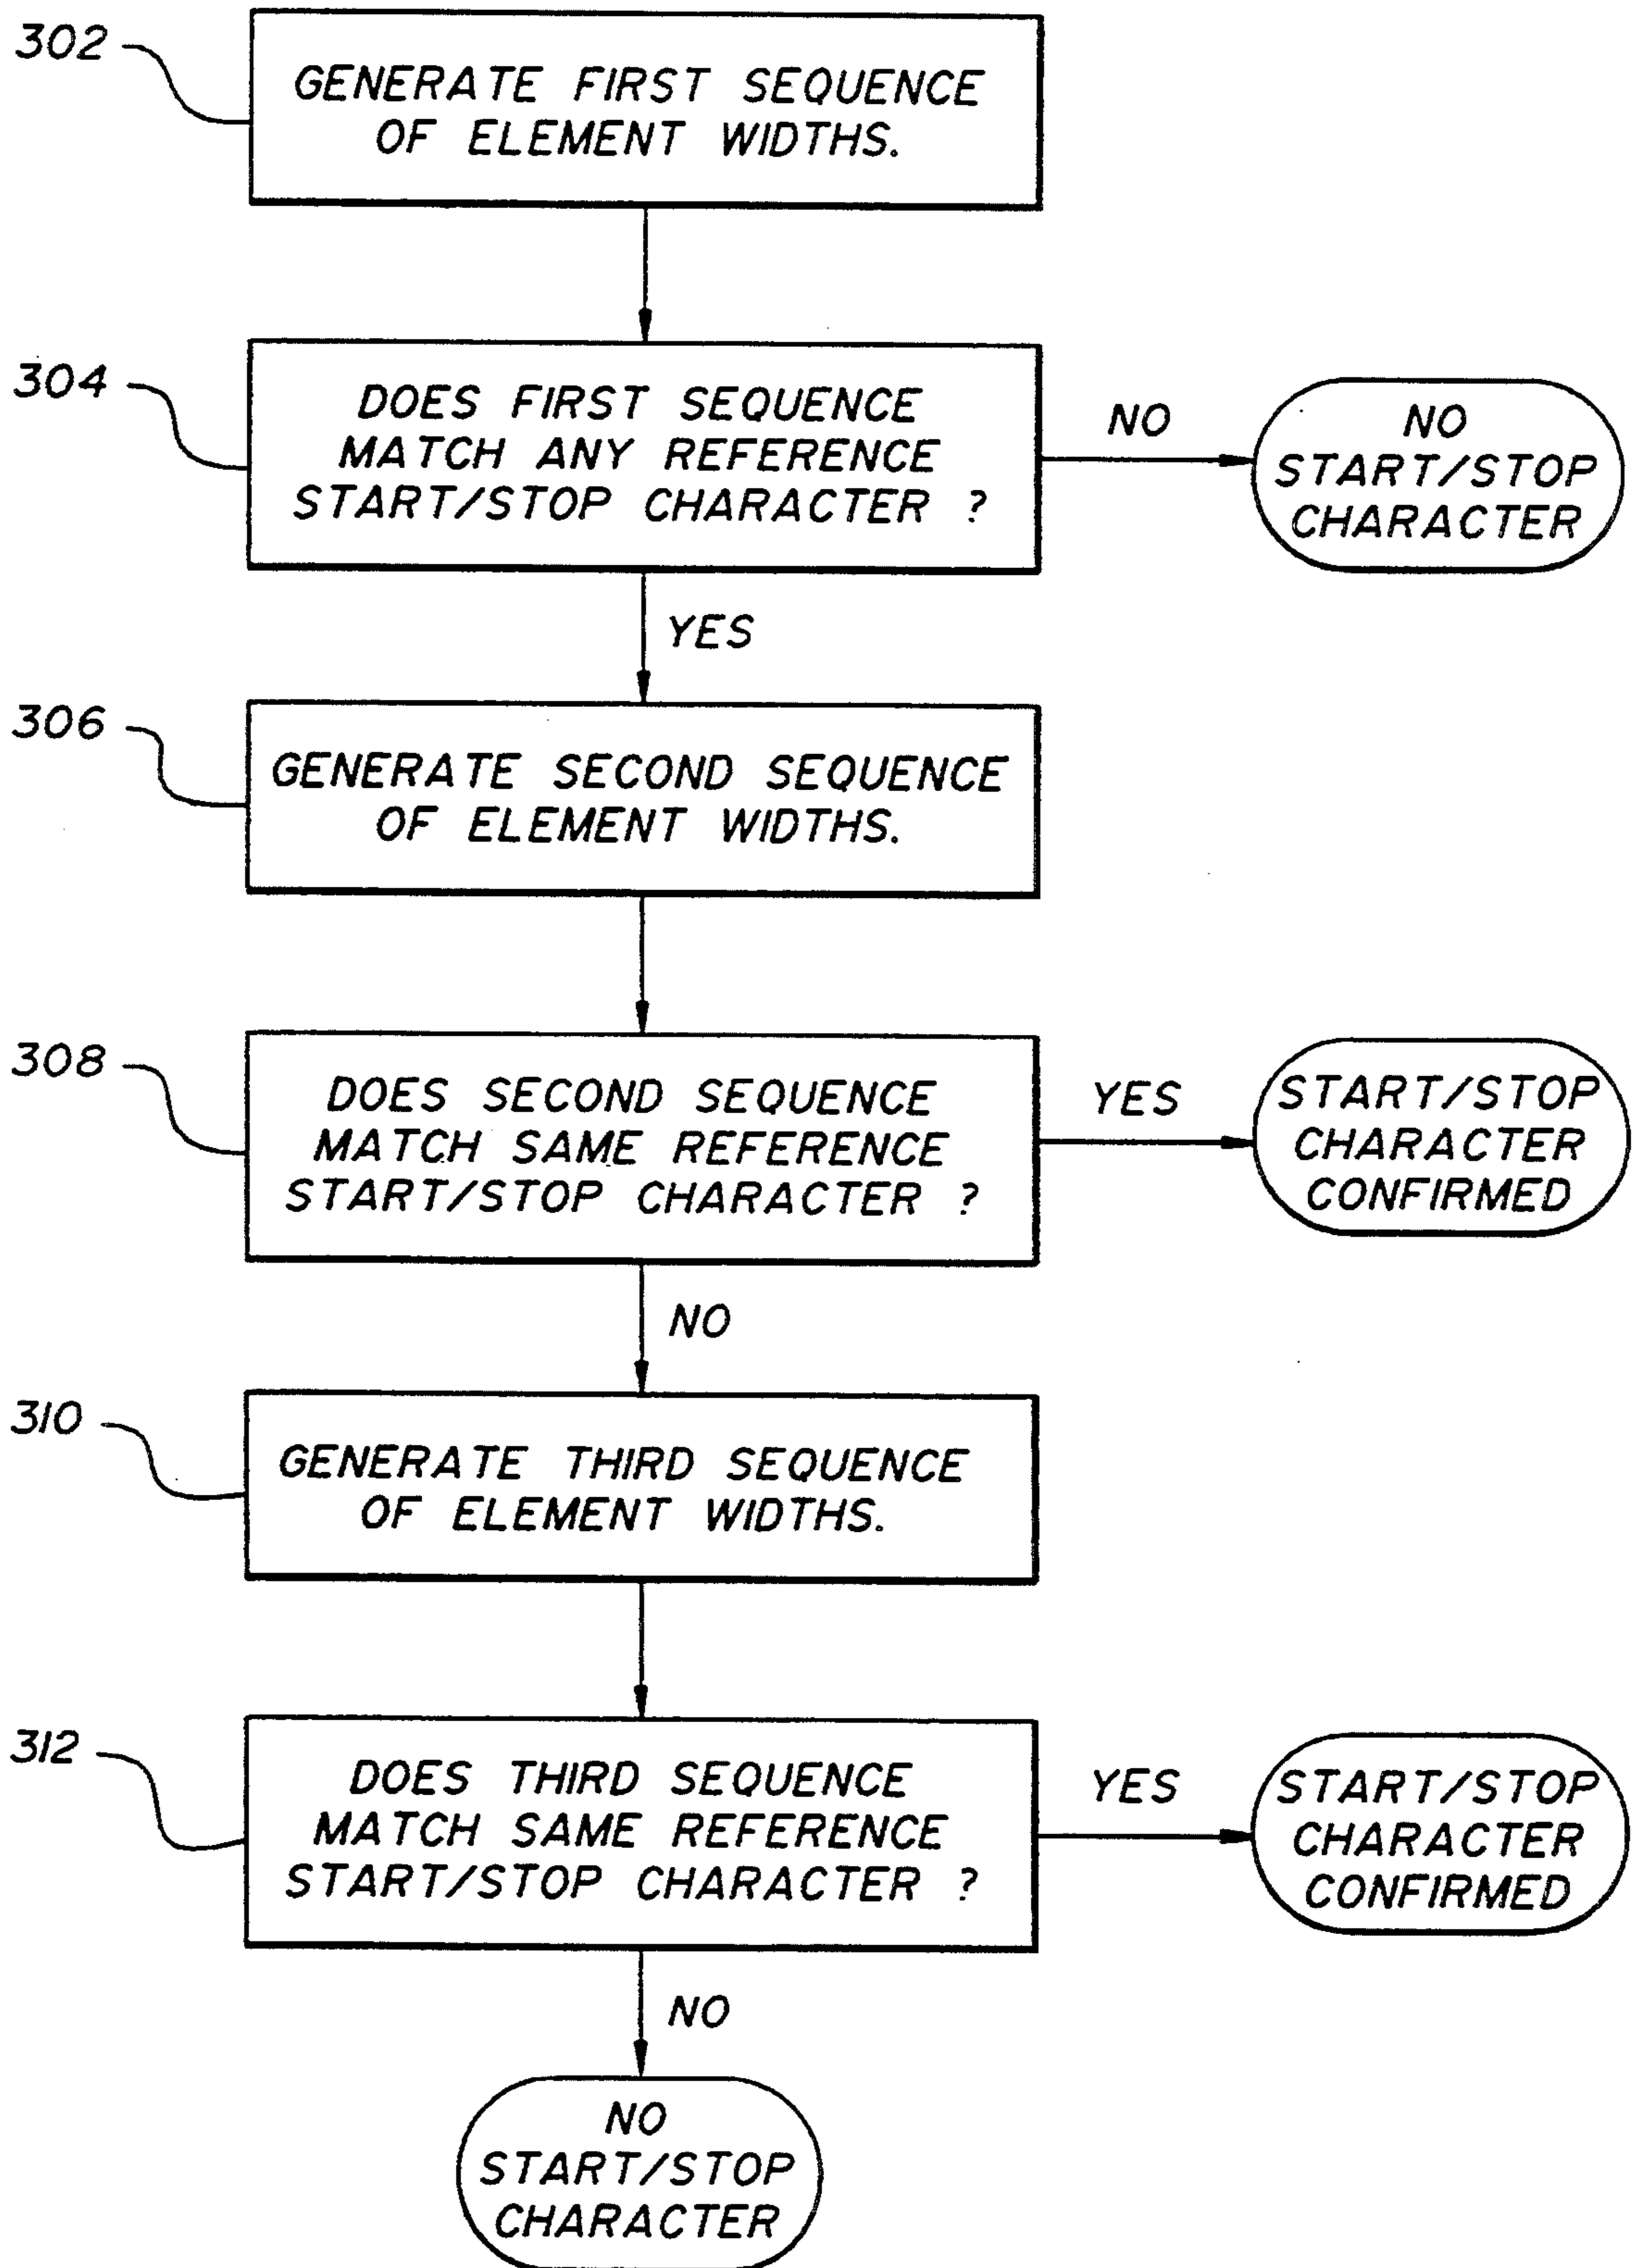 302
GENERATE FIRST SEQUENCE
OF ELEMENT WIDTHS.
304
DOES FIRST SEQUENCE
MATCH ANY REFERENCE
START/STOP CHARACTER ?
NO
NO
START/STOP
CHARACTER
YES
306
GENERATE SECOND SEQUENCE
OF ELEMENT WIDTHS.
308
DOES SECOND SEQUENCE
MATCH SAME REFERENCE
START/STOP CHARACTER ?
YES
START/STOP
CHARACTER
CONFIRMED
NO
310
GENERATE THIRD SEQUENCE
OF ELEMENT WIDTHS.
312
DOES THIRD SEQUENCE
MATCH SAME REFERENCE
START/STOP CHARACTER ?
YES
START/STOP
CHARACTER
CONFIRMED
NO
NO
START/STOP
CHARACTER